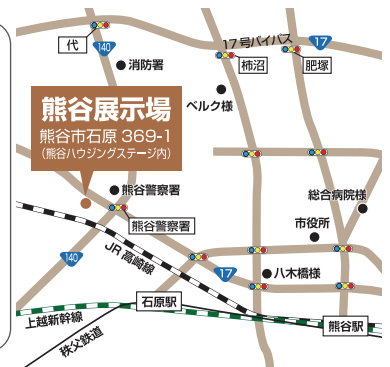 代
140
17号バイパス
17
消防署
柿沼
肥塚
熊谷展示場
熊谷市石原 369-1
(熊谷ハウジングステージ内)
ベルク様
熊谷警察署
総合病院様
熊谷警察署
市役所
JR高崎線
140
17
八木橋様
石原駅
上越新幹線
熊谷駅
秩父鉄道